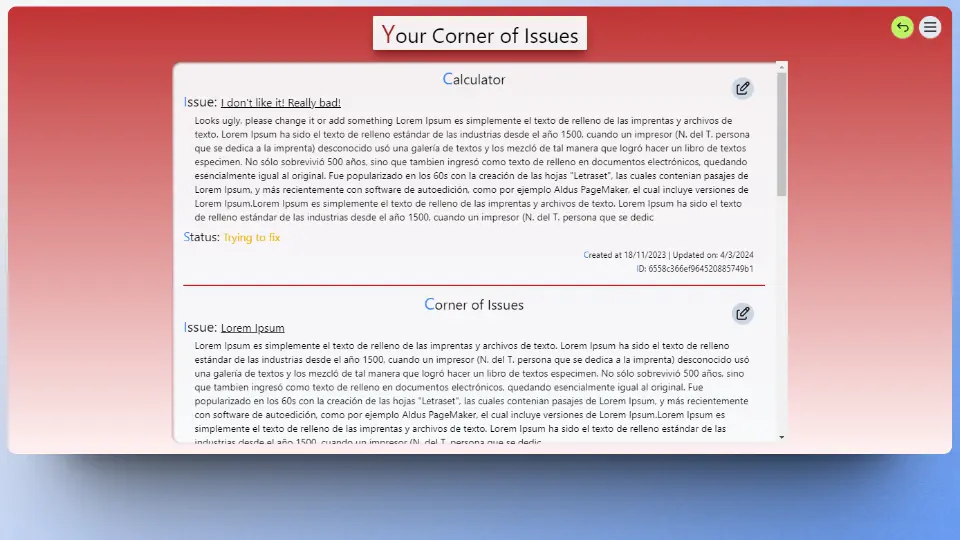 Your Corner of Issues
Calculator
Issue: I don't like it! Really bad!
Looks ugly, please change it or add something Lorem Ipsum es simplemente el texto de relleno de las imprentas y archivos de
texto. Lorem Ipsum ha sido el texto de relleno estándar de las industrias desde el año 1500, cuando un impresor (N. del T. persona
que se dedica a la imprenta) desconocido usó una galería de textos y los mezcló de tal manera que logró hacer un libro de textos
especimen. No sólo sobrevivió 500 años, sino que tambien ingresó como texto de relleno en documentos electrónicos, quedando
esencialmente igual al original. Fue popularizado en los 60s con la creación de las hojas "Letraset", las cuales contenian pasajes de
Lorem Ipsum, y más recientemente con software de autoedición, como por ejemplo Aldus PageMaker, el cual incluye versiones de
Lorem Ipsum.Lorem Ipsum es simplemente el texto de relleno de las imprentas y archivos de texto. Lorem Ipsum ha sido el texto
de relleno estándar de las industrias desde el año 1500, cuando un impresor (N. del T. persona que se dedic
Status: Trying to fix
Created at 18/11/2023 | Updated on: 4/3/2024
ID: 6558c366ef964520885749b1
Corner of Issues
Issue: Lorem Ipsum
Lorem Ipsum es simplemente el texto de relleno de las imprentas y archivos de texto. Lorem Ipsum ha sido el texto de relleno
estándar de las industrias desde el año 1500, cuando un impresor (N. del T. persona que se dedica a la imprenta) desconocido usó
una galería de textos y los mezcló de tal manera que logró hacer un libro de textos especimen. No sólo sobrevivió 500 años, sino
que tambien ingresó como texto de relleno en documentos electrónicos, quedando esencialmente igual al original. Fue
popularizado en los 60s con la creación de las hojas "Letraset", las cuales contenian pasajes de Lorem Ipsum, y más recientemente
con software de autoedición, como por ejemplo Aldus PageMaker, el cual incluye versiones de Lorem Ipsum.Lorem Ipsum es
simplemente el texto de relleno de las imprentas y archivos de texto. Lorem Ipsum ha sido el texto de relleno estándar de las
industrias desde el año 1500, cuando un impresor (N. del T. persona que se dedic